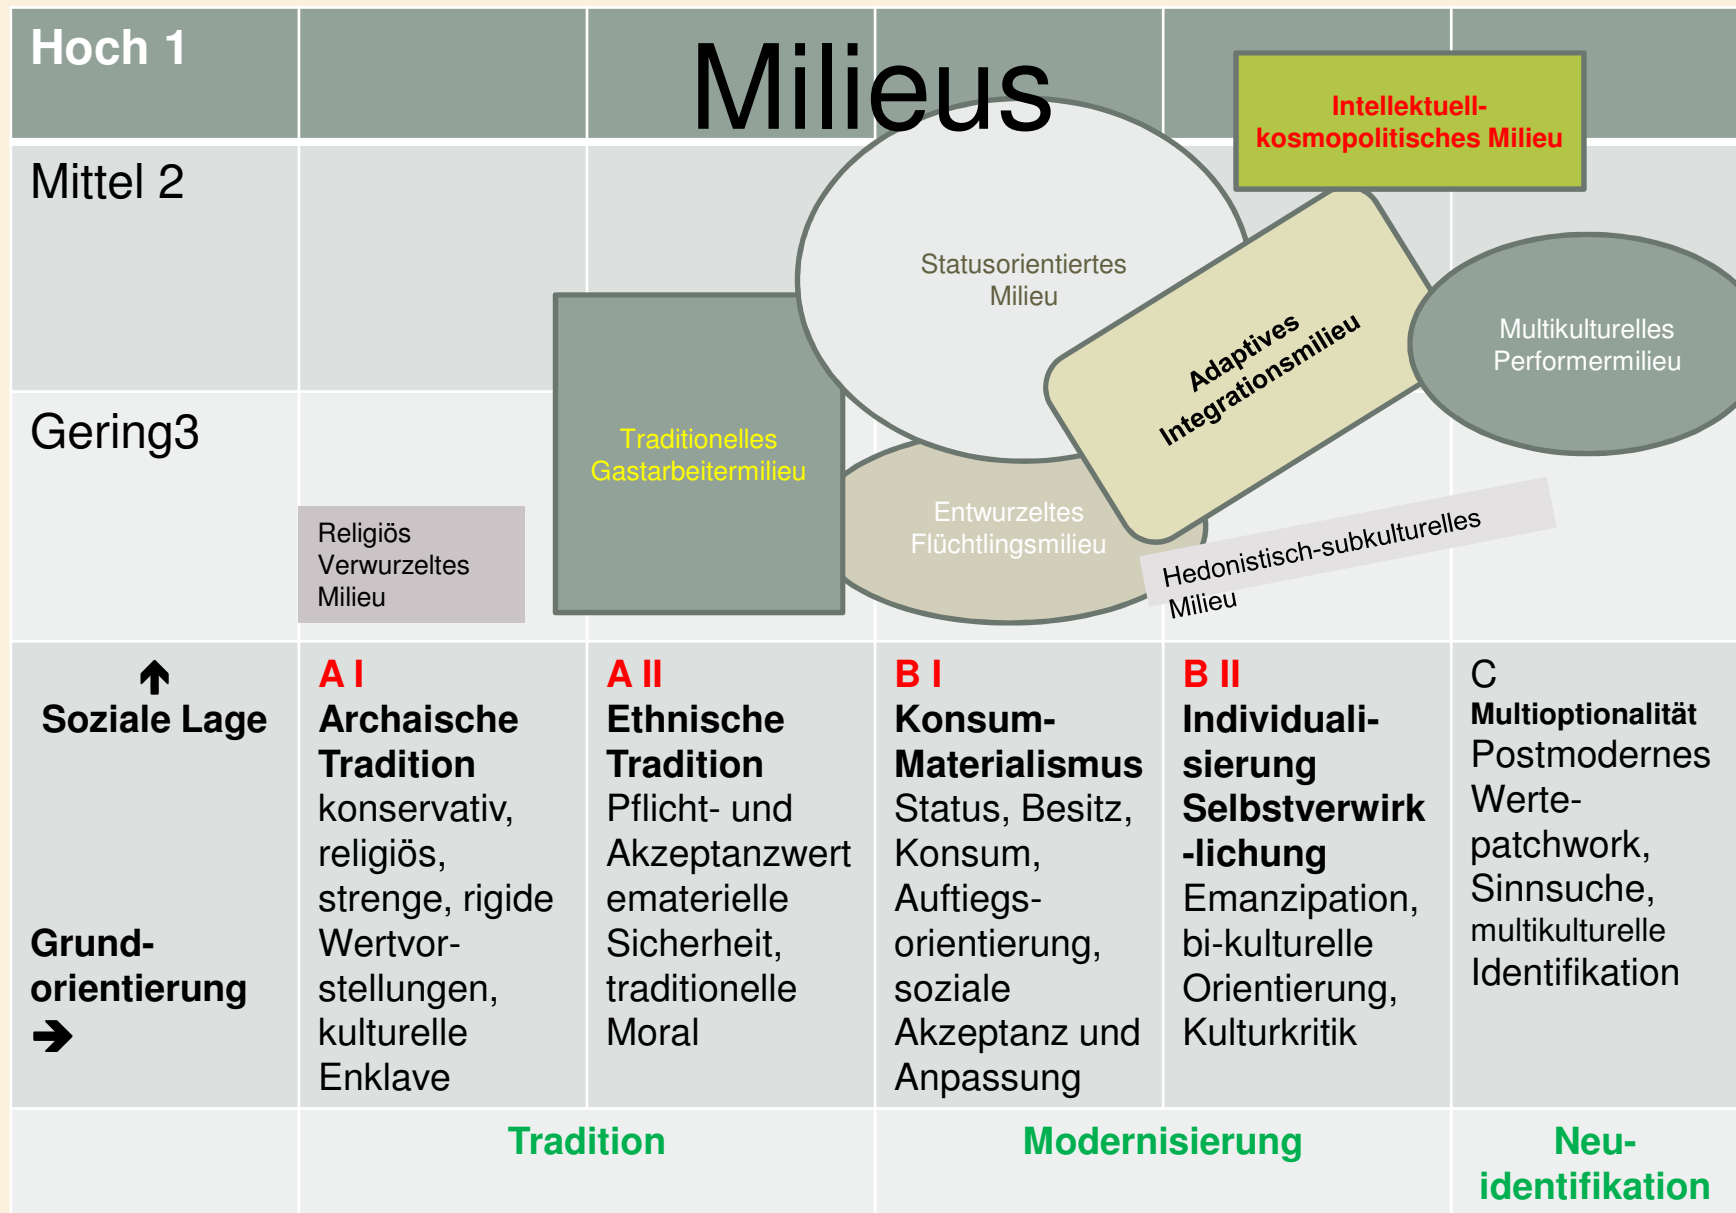 Hoch 1
Milieus
Intellektuell-
kosmopolitisches Milieu
Mittel 2
Statusorientiertes
Milieu
Adaptives
Integrationsmilieu
Multikulturelles
Performermilieu
Gering3
Traditionelles
Gastarbeitermilieu
Religiös
Verwurzeltes
Milieu
Entwurzeltes
Flüchtlingsmilieu
Hedonistisch-subkulturelles
Milieu
🡹
Soziale Lage
Grund-
orientierung
🡺
A I
Archaische
Tradition
konservativ,
religiös,
strenge, rigide
Wertvor-
stellungen,
kulturelle
Enklave
A II
Ethnische
Tradition
Pflicht- und
Akzeptanzwert
ematerielle
Sicherheit,
traditionelle
Moral
B I
Konsum-
Materialismus
Status, Besitz,
Konsum,
Auftiegs-
orientierung,
soziale
Akzeptanz und
Anpassung
B II
Individuali-
sierung
Selbstverwirk
-lichung
Emanzipation,
bi-kulturelle
Orientierung,
Kulturkritik
C
Multioptionalität
Postmodernes
Werte-
patchwork,
Sinnsuche,
multikulturelle
Identifikation
Tradition
Modernisierung
Neu-
identifikation